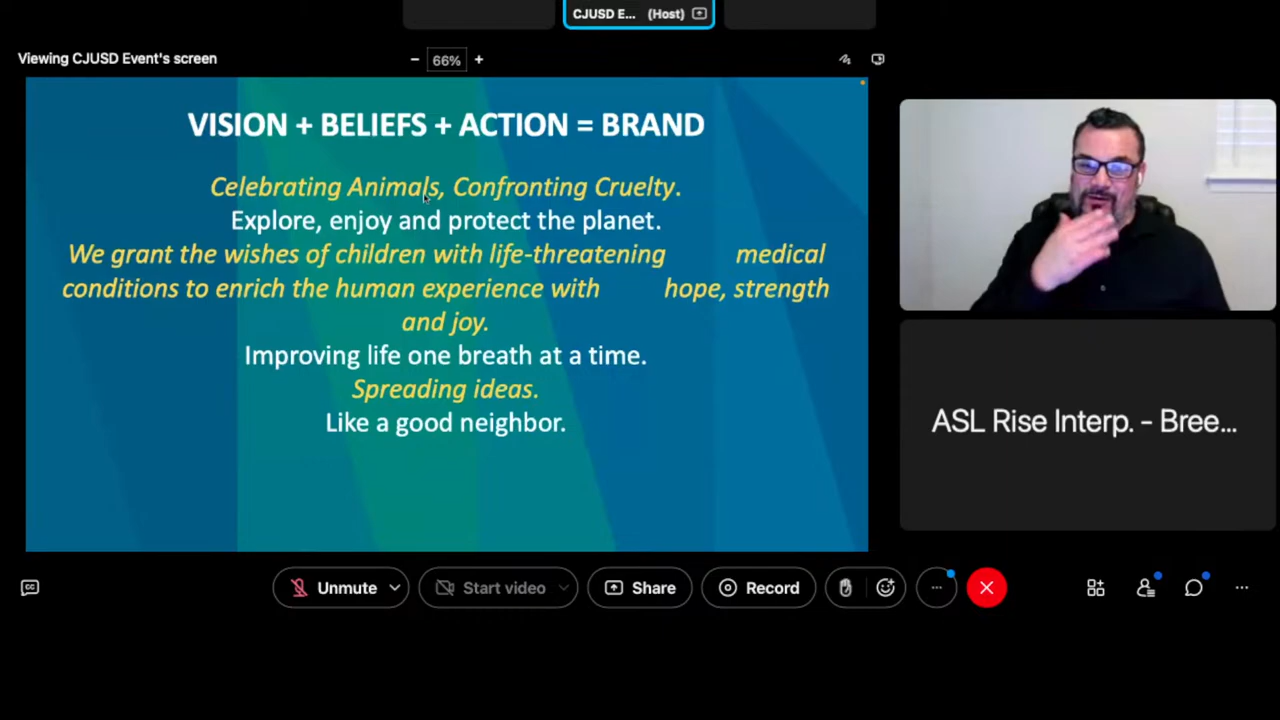 CJUSD E... (Host)
Viewing CJUSD Event's screen
− 66% +
VISION + BELIEFS + ACTION = BRAND
Celebrating Animals, Confronting Cruelty.
Explore, enjoy and protect the planet.
We grant the wishes of children with life-threatening medical
conditions to enrich the human experience with hope, strength
and joy.
Improving life one breath at a time.
Spreading ideas.
Like a good neighbor.
ASL Rise Interp. - Bree...
CC
Unmute
Start video
Share
Record